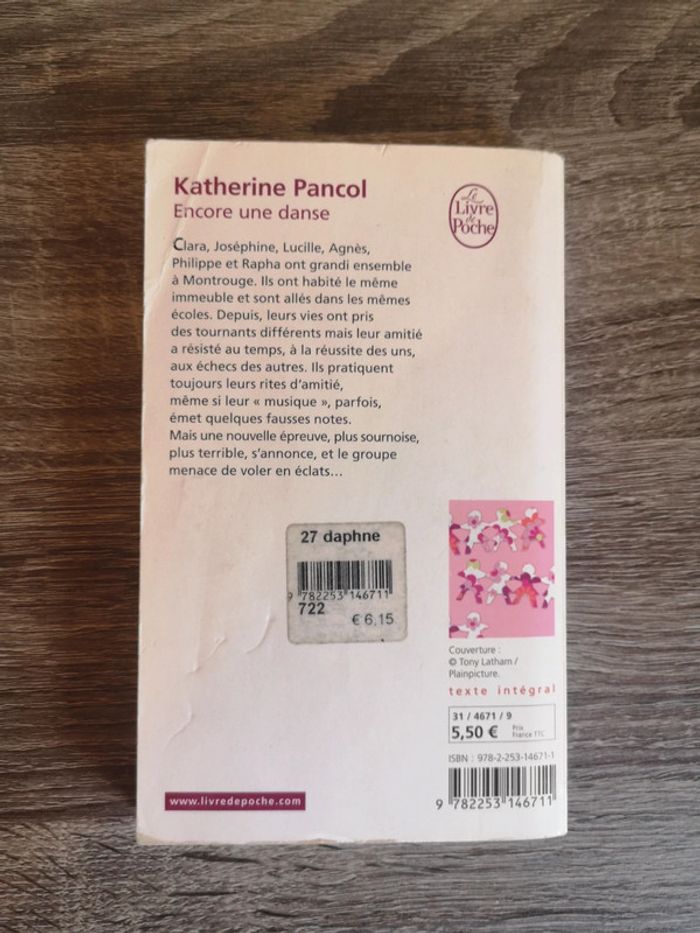 Katherine Pancol
Encore une danse
Le
Livre
de
Poche
Clara, Joséphine, Lucille, Agnès,
Philippe et Rapha ont grandi ensemble
à Montrouge. Ils ont habité le même
immeuble et sont allés dans les mêmes
écoles. Depuis, leurs vies ont pris
des tournants différents mais leur amitié
a résisté au temps, à la réussite des uns,
aux échecs des autres. Ils pratiquent
toujours leurs rites d'amitié,
même si leur « musique », parfois,
émet quelques fausses notes.
Mais une nouvelle épreuve, plus sournoise,
plus terrible, s'annonce, et le groupe
menace de voler en éclats...
27 daphne
9 782253 146711
722
€ 6,15
Couverture :
© Tony Latham /
Plainpicture.
texte intégral
31 / 4671 / 9
5,50 €
Prix
France TTC
ISBN : 978-2-253-14671-1
9 782253 146711
www.livredepoche.com